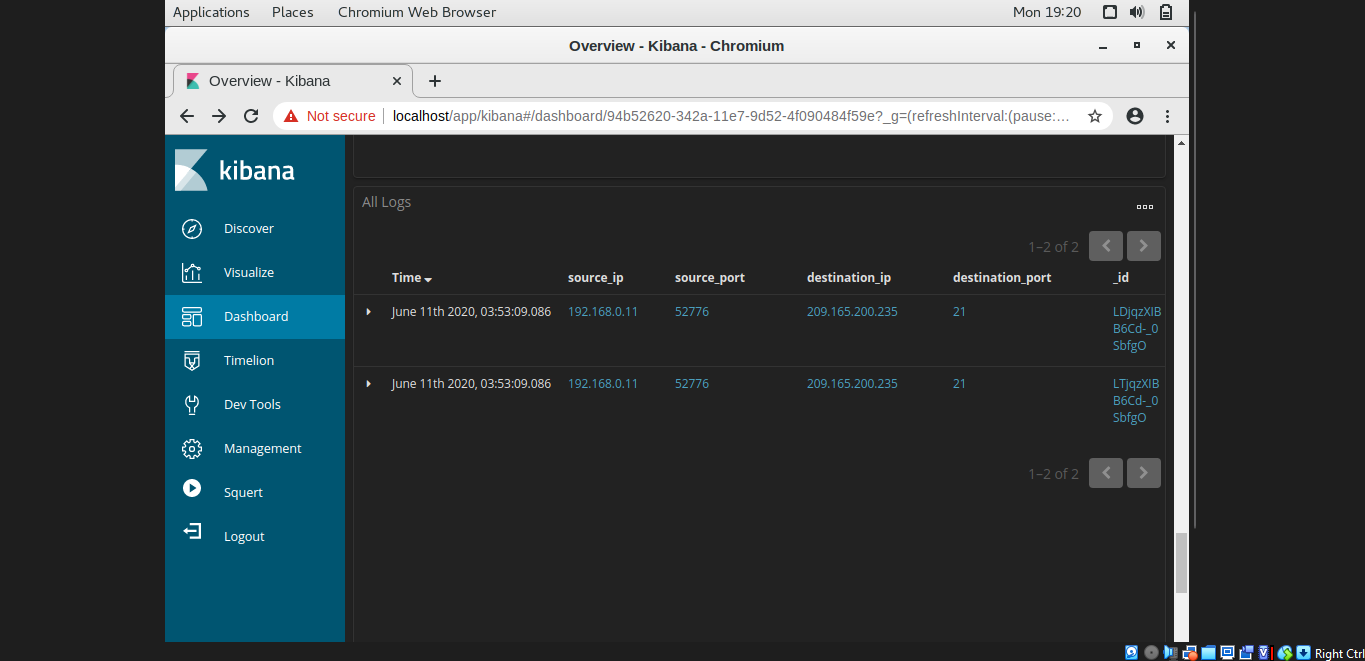 Applications Places Chromium Web Browser Mon 19:20
Overview - Kibana - Chromium
Overview - Kibana
Not secure localhost/app/kibana#/dashboard/94b52620-342a-11e7-9d52-4f090484f59e?_g=(refreshInterval:(pause:...
kibana
Discover
Visualize
Dashboard
Timelion
Dev Tools
Management
Squert
Logout
All Logs
1–2 of 2
Time source_ip source_port destination_ip destination_port _id
June 11th 2020, 03:53:09.086 192.168.0.11 52776 209.165.200.235 21 LDjqzXIB
B6Cd-_0
SbfgO
June 11th 2020, 03:53:09.086 192.168.0.11 52776 209.165.200.235 21 LTjqzXIB
B6Cd-_0
SbfgO
1–2 of 2
Right Ctrl